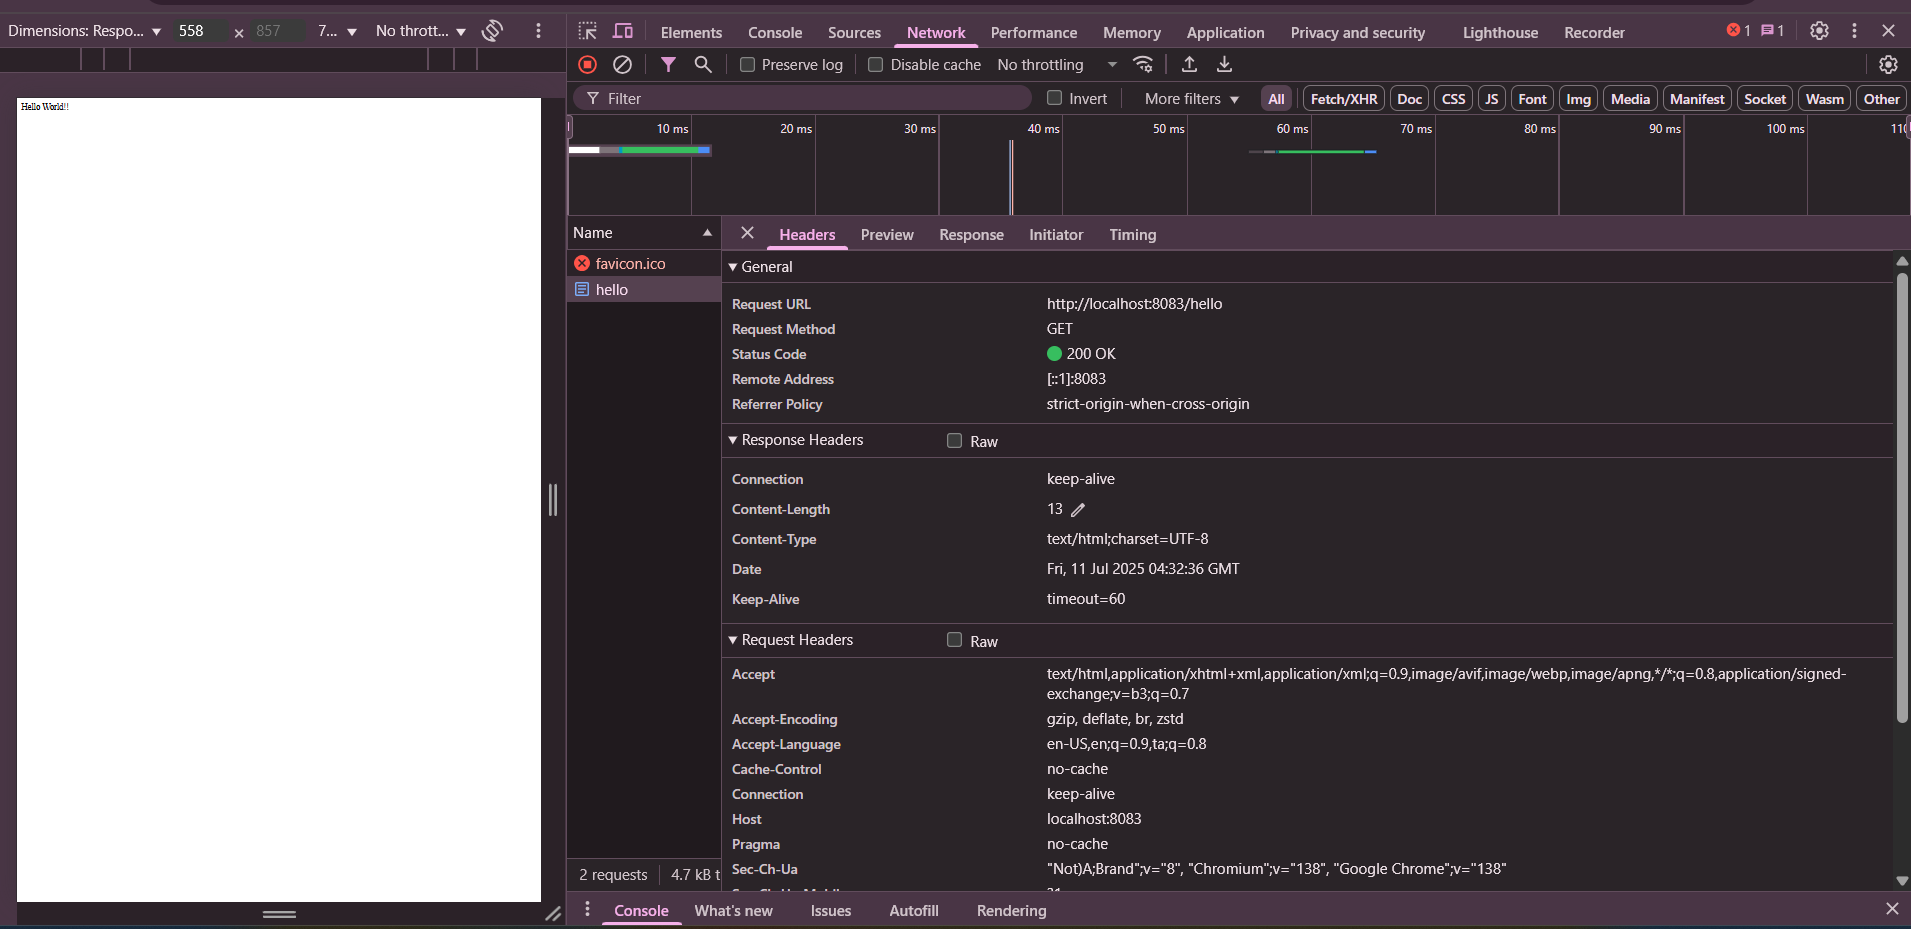 Dimensions: Respo... 558 × 857 7... No thrott...
Hello World!!
Elements Console Sources Network Performance Memory Application Privacy and security Lighthouse Recorder 1 1
Preserve log Disable cache No throttling
Filter Invert More filters All Fetch/XHR Doc CSS JS Font Img Media Manifest Socket Wasm Other
10 ms 20 ms 30 ms 40 ms 50 ms 60 ms 70 ms 80 ms 90 ms 100 ms
Name
favicon.ico
hello
2 requests 4.7 kB t
Headers Preview Response Initiator Timing
General
Request URL http://localhost:8083/hello
Request Method GET
Status Code 200 OK
Remote Address [::1]:8083
Referrer Policy strict-origin-when-cross-origin
Response Headers Raw
Connection keep-alive
Content-Length 13
Content-Type text/html;charset=UTF-8
Date Fri, 11 Jul 2025 04:32:36 GMT
Keep-Alive timeout=60
Request Headers Raw
Accept text/html,application/xhtml+xml,application/xml;q=0.9,image/avif,image/webp,image/apng,*/*;q=0.8,application/signed-
exchange;v=b3;q=0.7
Accept-Encoding gzip, deflate, br, zstd
Accept-Language en-US,en;q=0.9,ta;q=0.8
Cache-Control no-cache
Connection keep-alive
Host localhost:8083
Pragma no-cache
Sec-Ch-Ua "Not)A;Brand";v="8", "Chromium";v="138", "Google Chrome";v="138"
Console What's new Issues Autofill Rendering